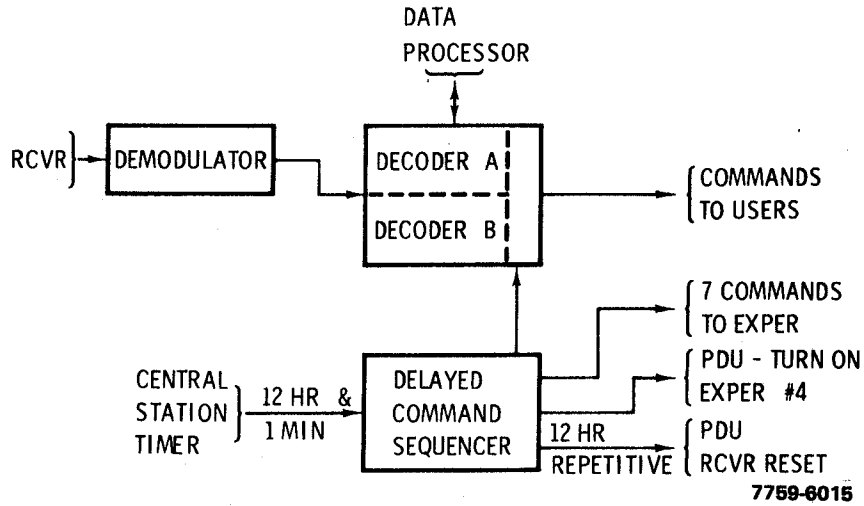 DATA
PROCESSOR
RCVR
DEMODULATOR
DECODER A
DECODER B
COMMANDS
TO USERS
7 COMMANDS
TO EXPER
CENTRAL
STATION
TIMER
12 HR &
1 MIN
DELAYED
COMMAND
SEQUENCER
PDU - TURN ON
EXPER #4
12 HR
REPETITIVE
PDU
RCVR RESET
7759-6015